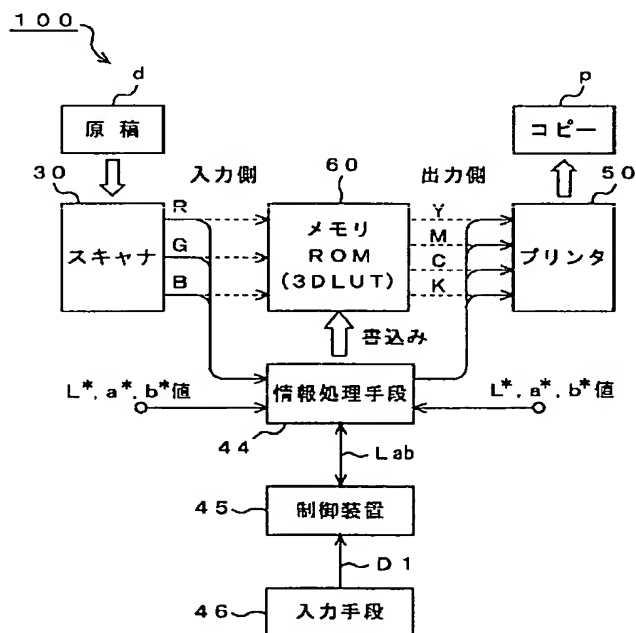 100
d
原稿
p
コピー
30
入力側
60
出力側
50
R
G
B
スキャナ
メモリ
ROM
(3DLUT)
Y
M
C
K
プリンタ
書込み
L*, a*, b*値
情報処理手段
L*, a*, b*値
44
Lab
45
制御装置
D1
46
入力手段